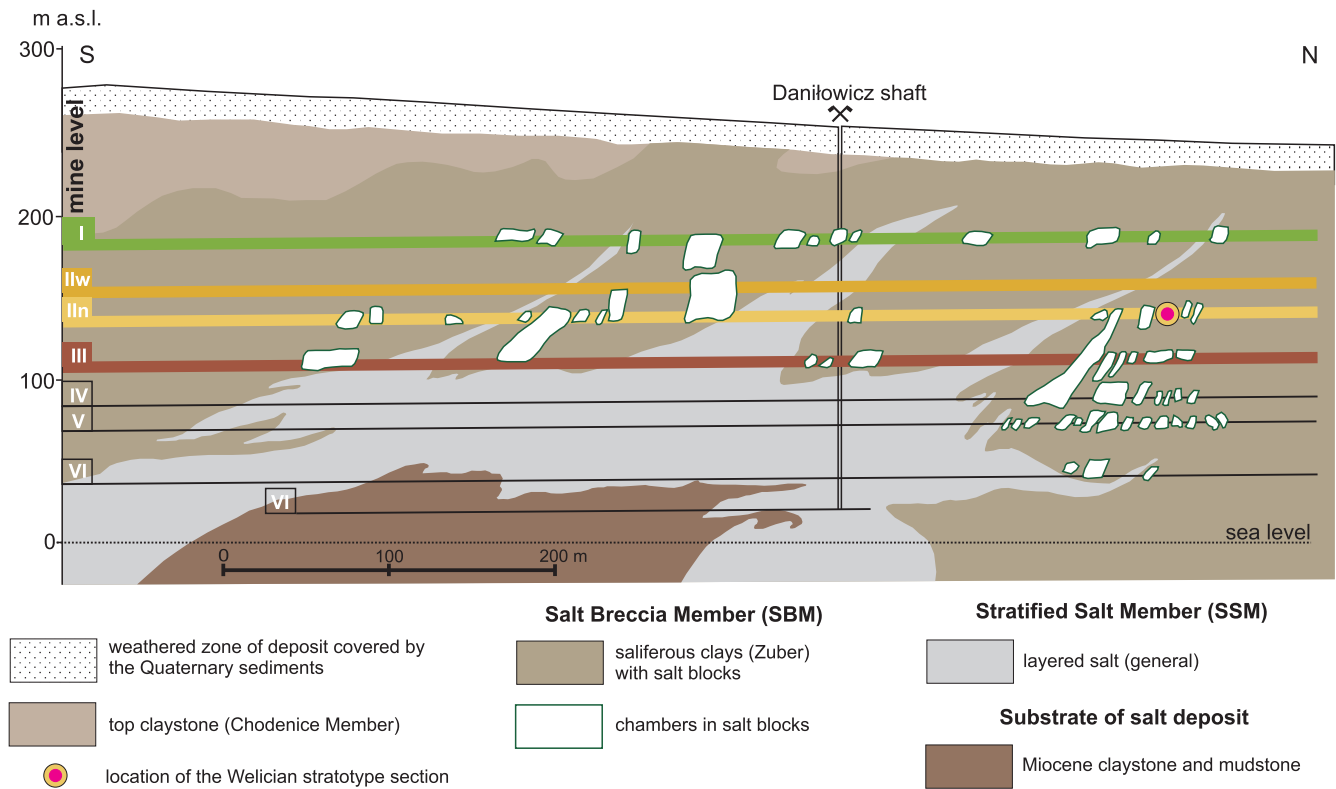 m a.s.l.
300
S
N
Daniłowicz shaft
mine level
200
I
IIw
IIn
III
100
IV
V
VI
VI
0
sea level
0 100 200 m
Salt Breccia Member (SBM)
Stratified Salt Member (SSM)
weathered zone of deposit covered by
the Quaternary sediments
saliferous clays (Zuber)
with salt blocks
layered salt (general)
top claystone (Chodenice Member)
chambers in salt blocks
Substrate of salt deposit
location of the Welician stratotype section
Miocene claystone and mudstone